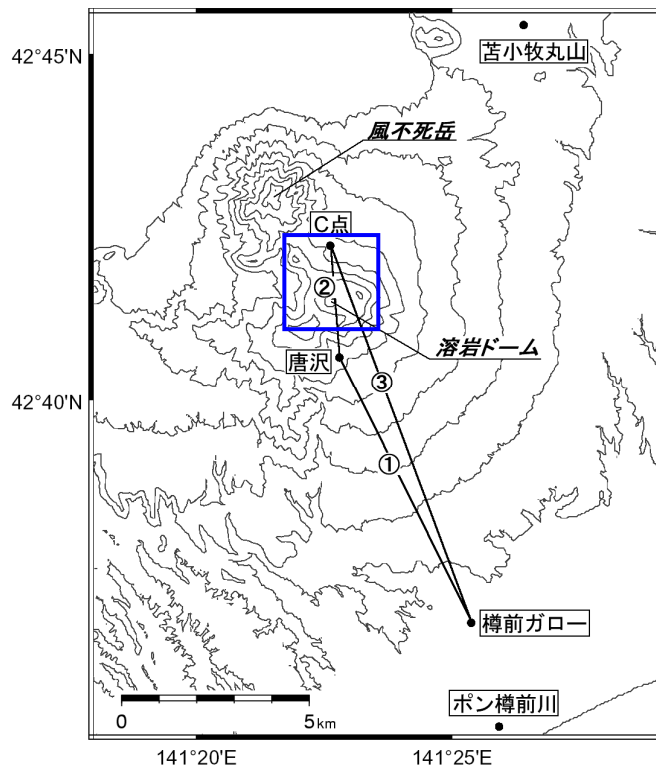 42°45'N
苫小牧丸山
風不死岳
C点
②
溶岩ドーム
唐沢
③
42°40'N
①
樽前ガロー
ポン樽前川
0 5km
141°20'E 141°25'E